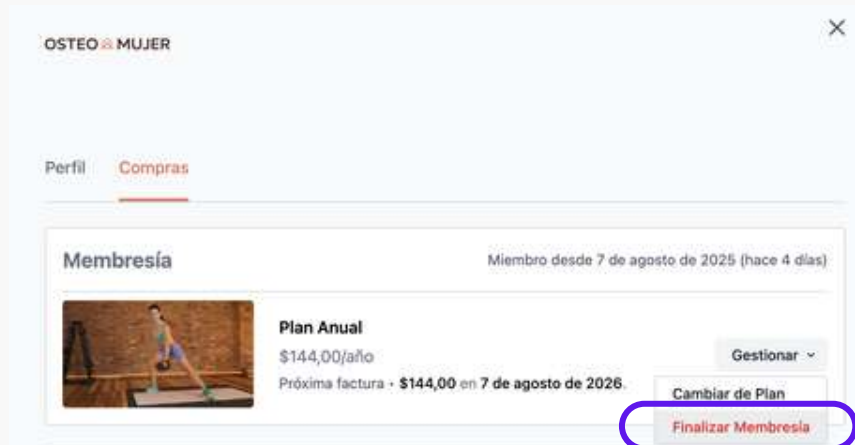 OSTEO MUJER
Perfil Compras
Membresía Miembro desde 7 de agosto de 2025 (hace 4 días)
Plan Anual
$144,00/año
Gestionar
Próxima factura • $144,00 en 7 de agosto de 2026.
Cambiar de Plan
Finalizar Membresía